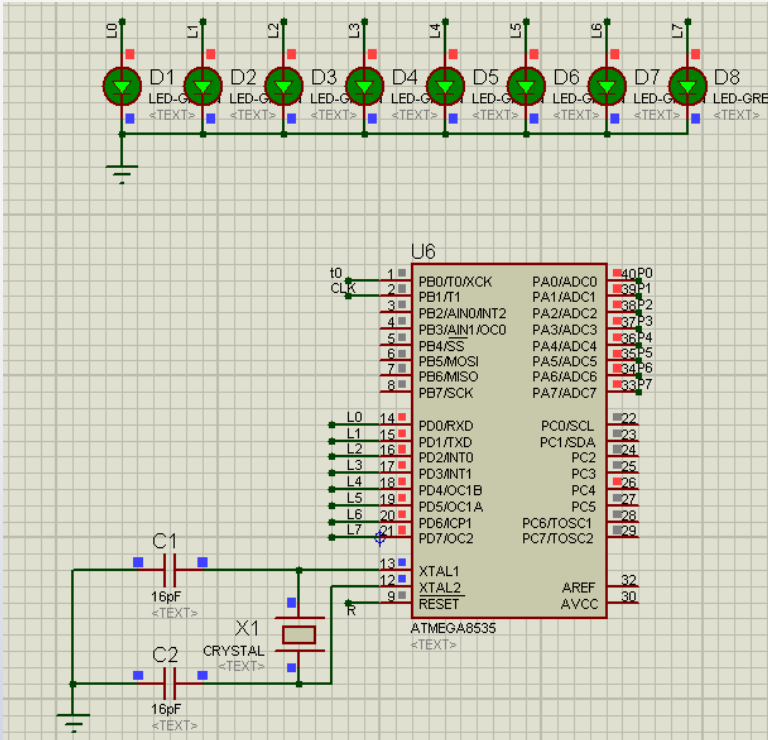 L0 L1 L2 L3 L4 L5 L6 L7
D1 D2 D3 D4 D5 D6 D7 D8
LED-G LED-G LED-G LED-G LED-G LED-G LED-G LED-GRE
<TEXT> <TEXT> <TEXT> <TEXT> <TEXT> <TEXT> <TEXT> <TEXT>
U6
t0 1 PB0/T0/XCK PA0/ADC0 40 P0
CLK 2 PB1/T1 PA1/ADC1 39 P1
3 PB2/AIN0/INT2 PA2/ADC2 38 P2
4 PB3/AIN1/OC0 PA3/ADC3 37 P3
5 PB4/SS PA4/ADC4 36 P4
6 PB5/MOSI PA5/ADC5 35 P5
7 PB6/MISO PA6/ADC6 34 P6
8 PB7/SCK PA7/ADC7 33 P7
L0 14 PD0/RXD PC0/SCL 22
L1 15 PD1/TXD PC1/SDA 23
L2 16 PD2/INT0 PC2 24
L3 17 PD3/INT1 PC3 25
L4 18 PD4/OC1B PC4 26
L5 19 PD5/OC1A PC5 27
L6 20 PD6/ICP1 PC6/TOSC1 28
L7 21 PD7/OC2 PC7/TOSC2 29
13 XTAL1
12 XTAL2 AREF 32
R 9 RESET AVCC 30
ATMEGA8535
<TEXT>
C1
16pF
<TEXT>
X1
CRYSTAL
<TEXT>
C2
16pF
<TEXT>